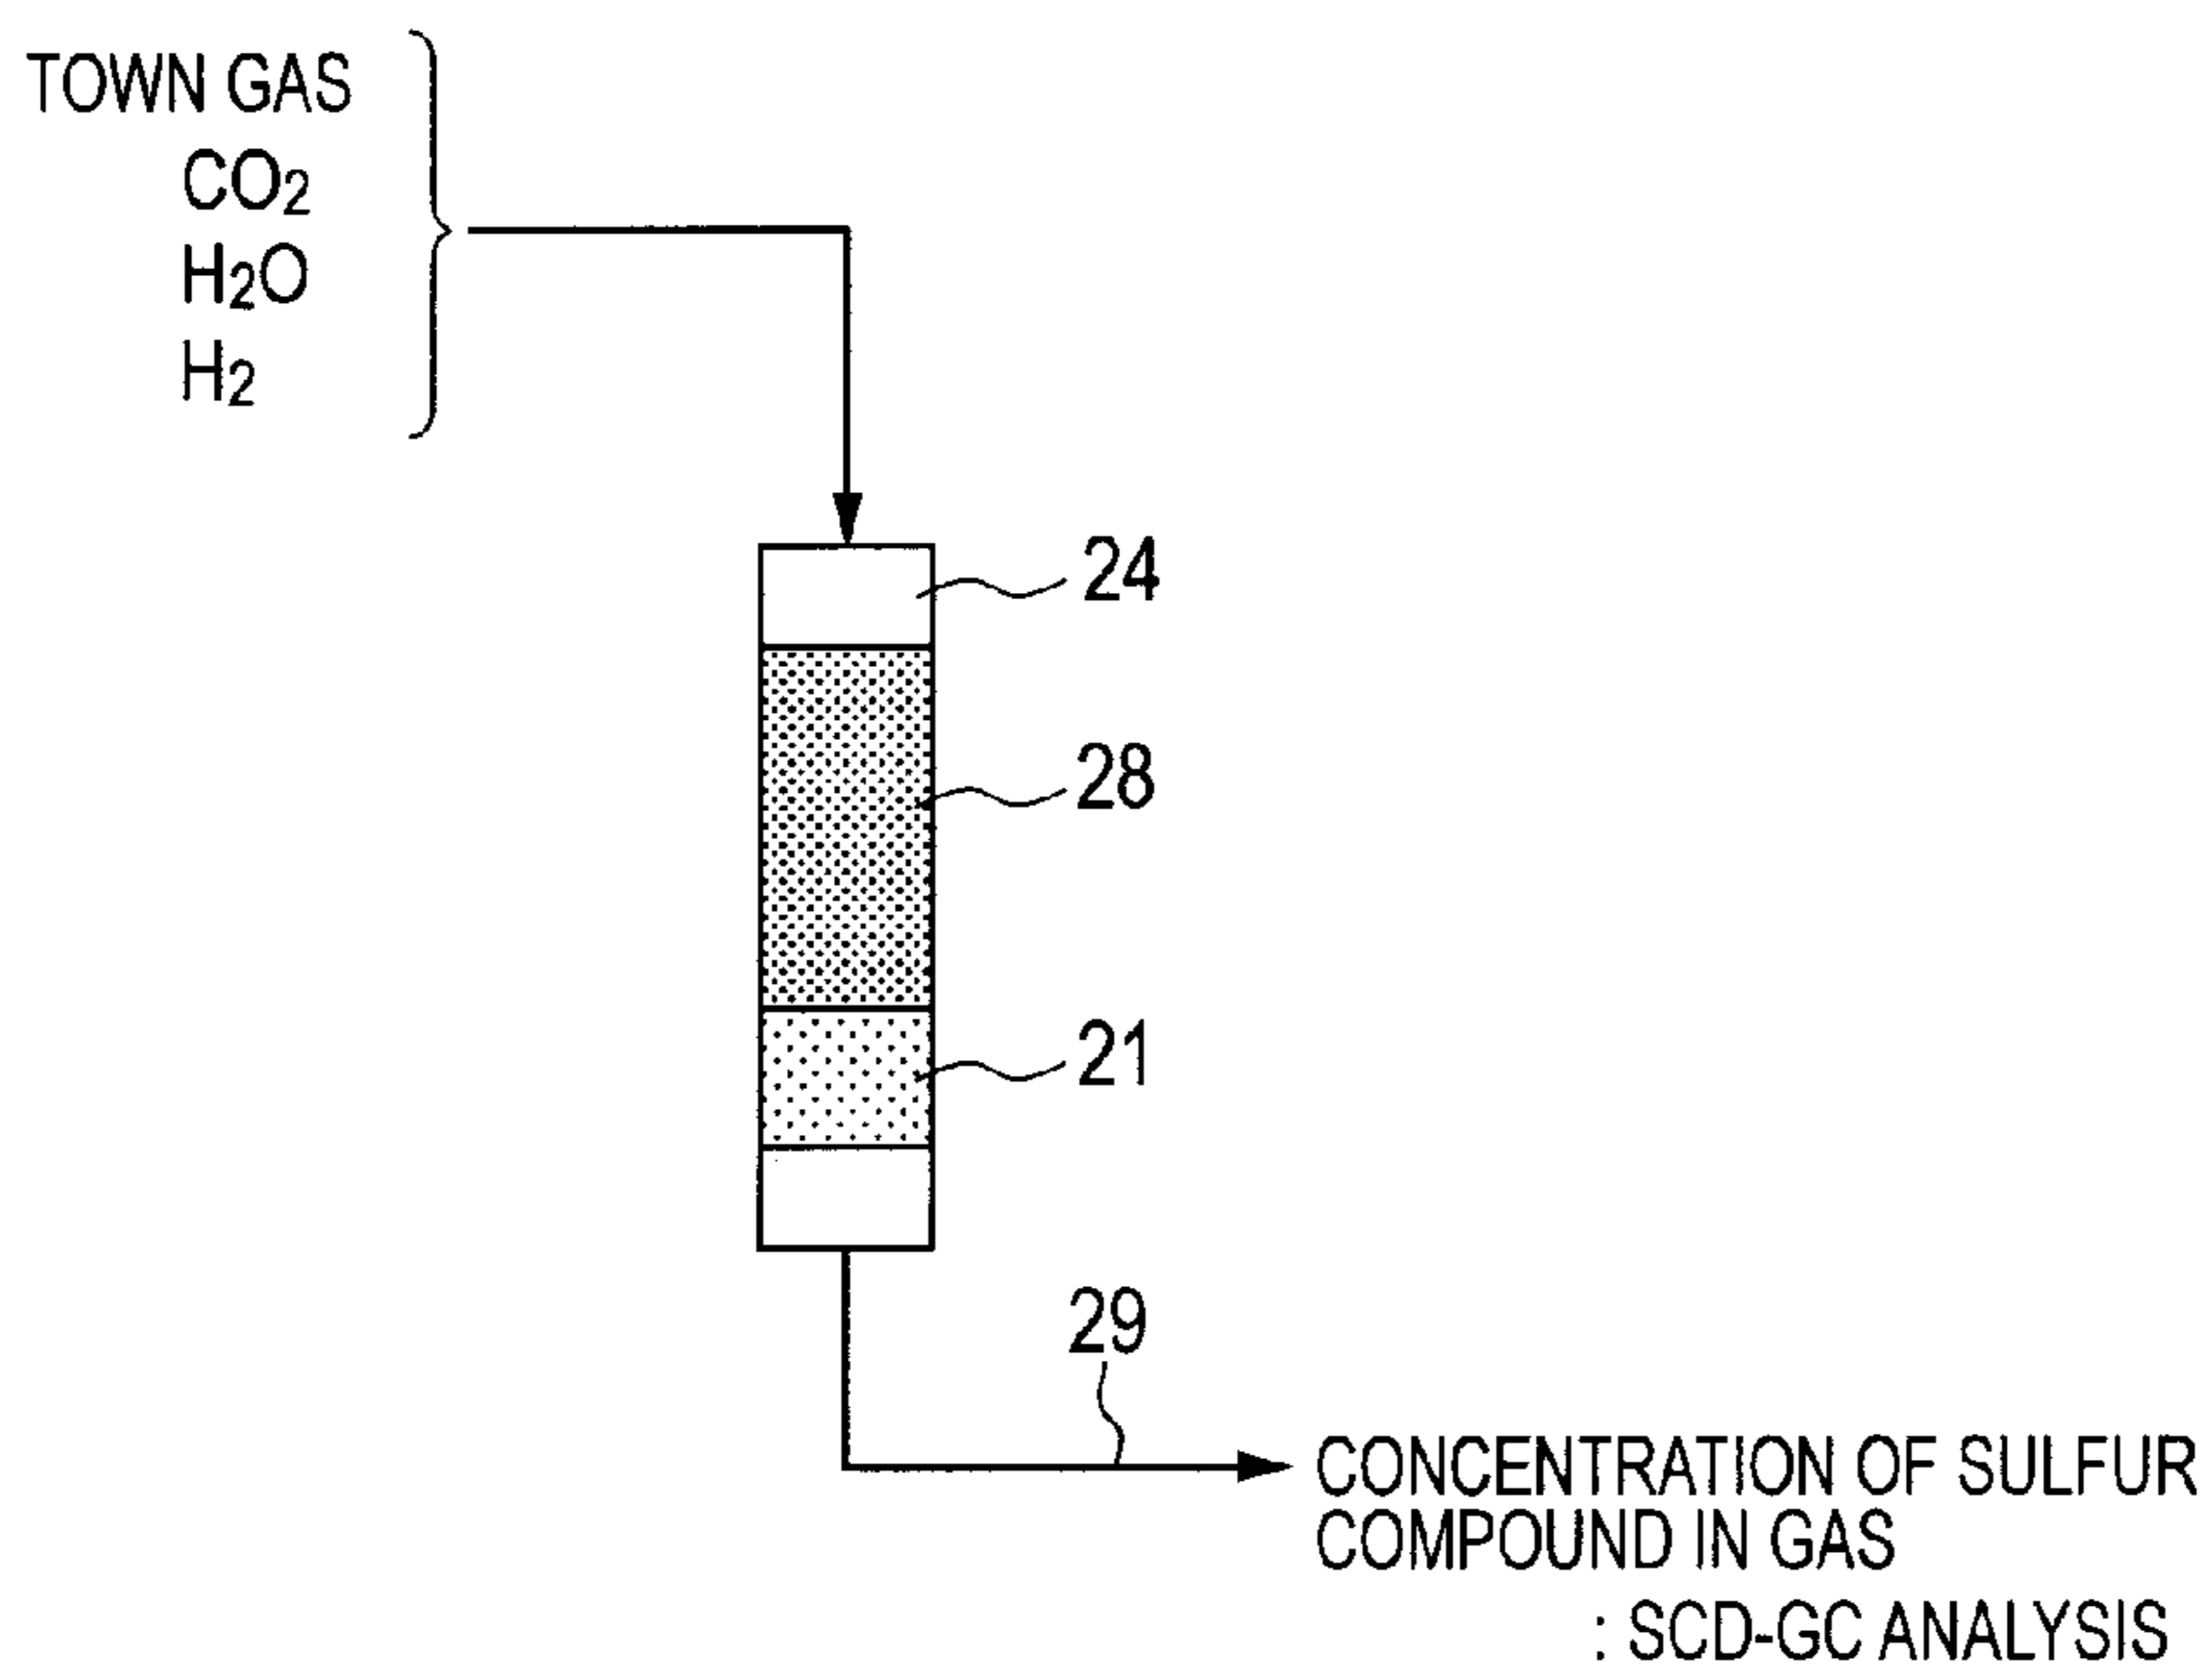 TOWN GAS
CO2
H2O
H2
24
28
21
29
CONCENTRATION OF SULFUR
COMPOUND IN GAS
: SCD-GC ANALYSIS